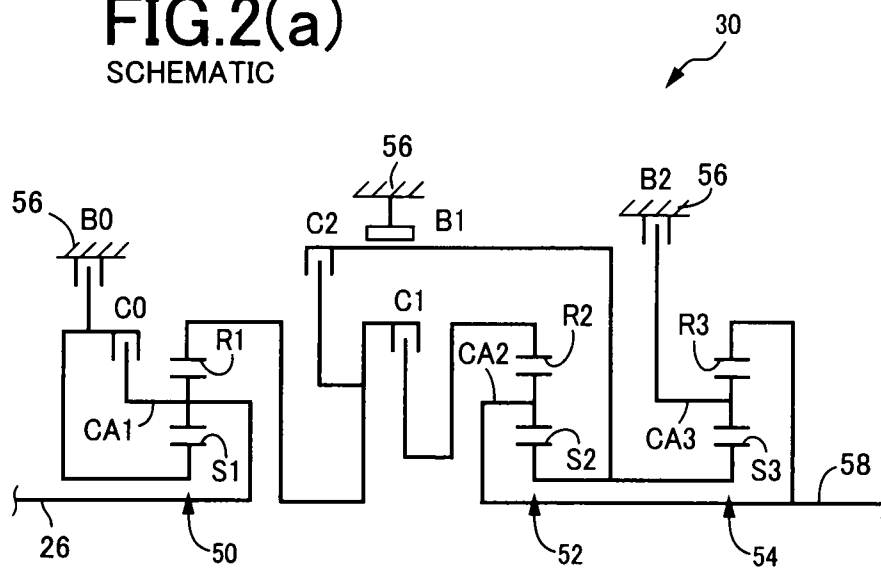 FIG.2(a)
SCHEMATIC
30
56
B0
C0
R1
CA1
S1
26
50
56
C2
B1
C1
CA2
R2
S2
52
B2
56
R3
CA3
S3
58
54